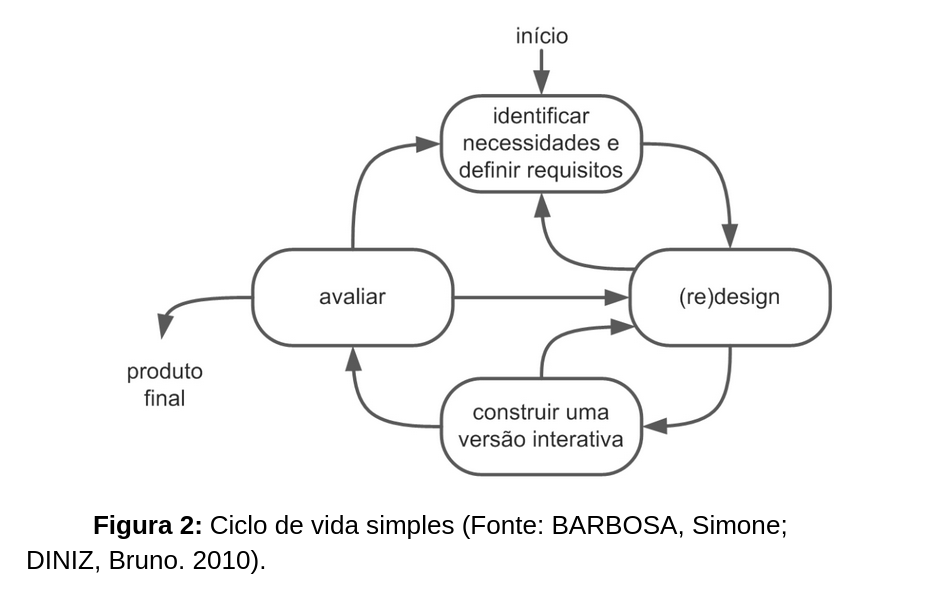 início
identificar
necessidades e
definir requisitos
avaliar
(re)design
produto
final
construir uma
versão interativa
Figura 2: Ciclo de vida simples (Fonte: BARBOSA, Simone;
DINIZ, Bruno. 2010).